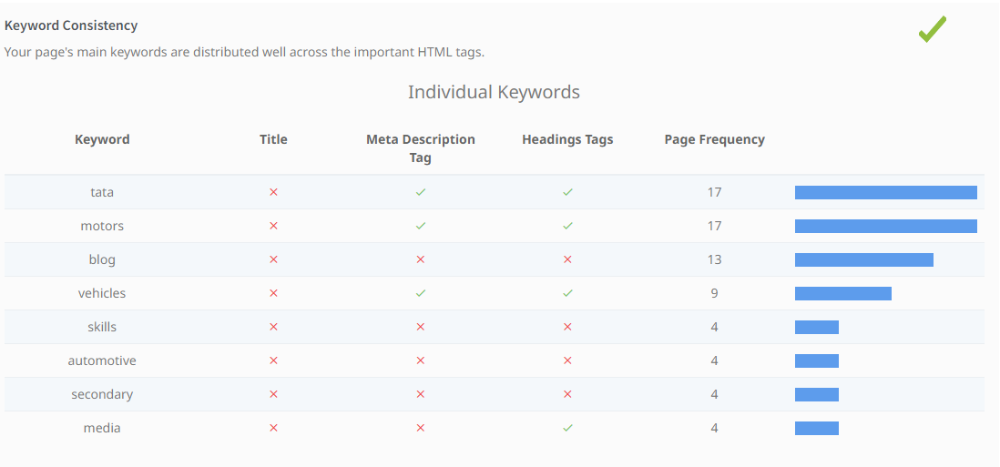 Keyword Consistency
Your page's main keywords are distributed well across the important HTML tags.
Individual Keywords
Keyword Title Meta Description Tag Headings Tags Page Frequency
tata 17
motors 17
blog 13
vehicles 9
skills 4
automotive 4
secondary 4
media 4